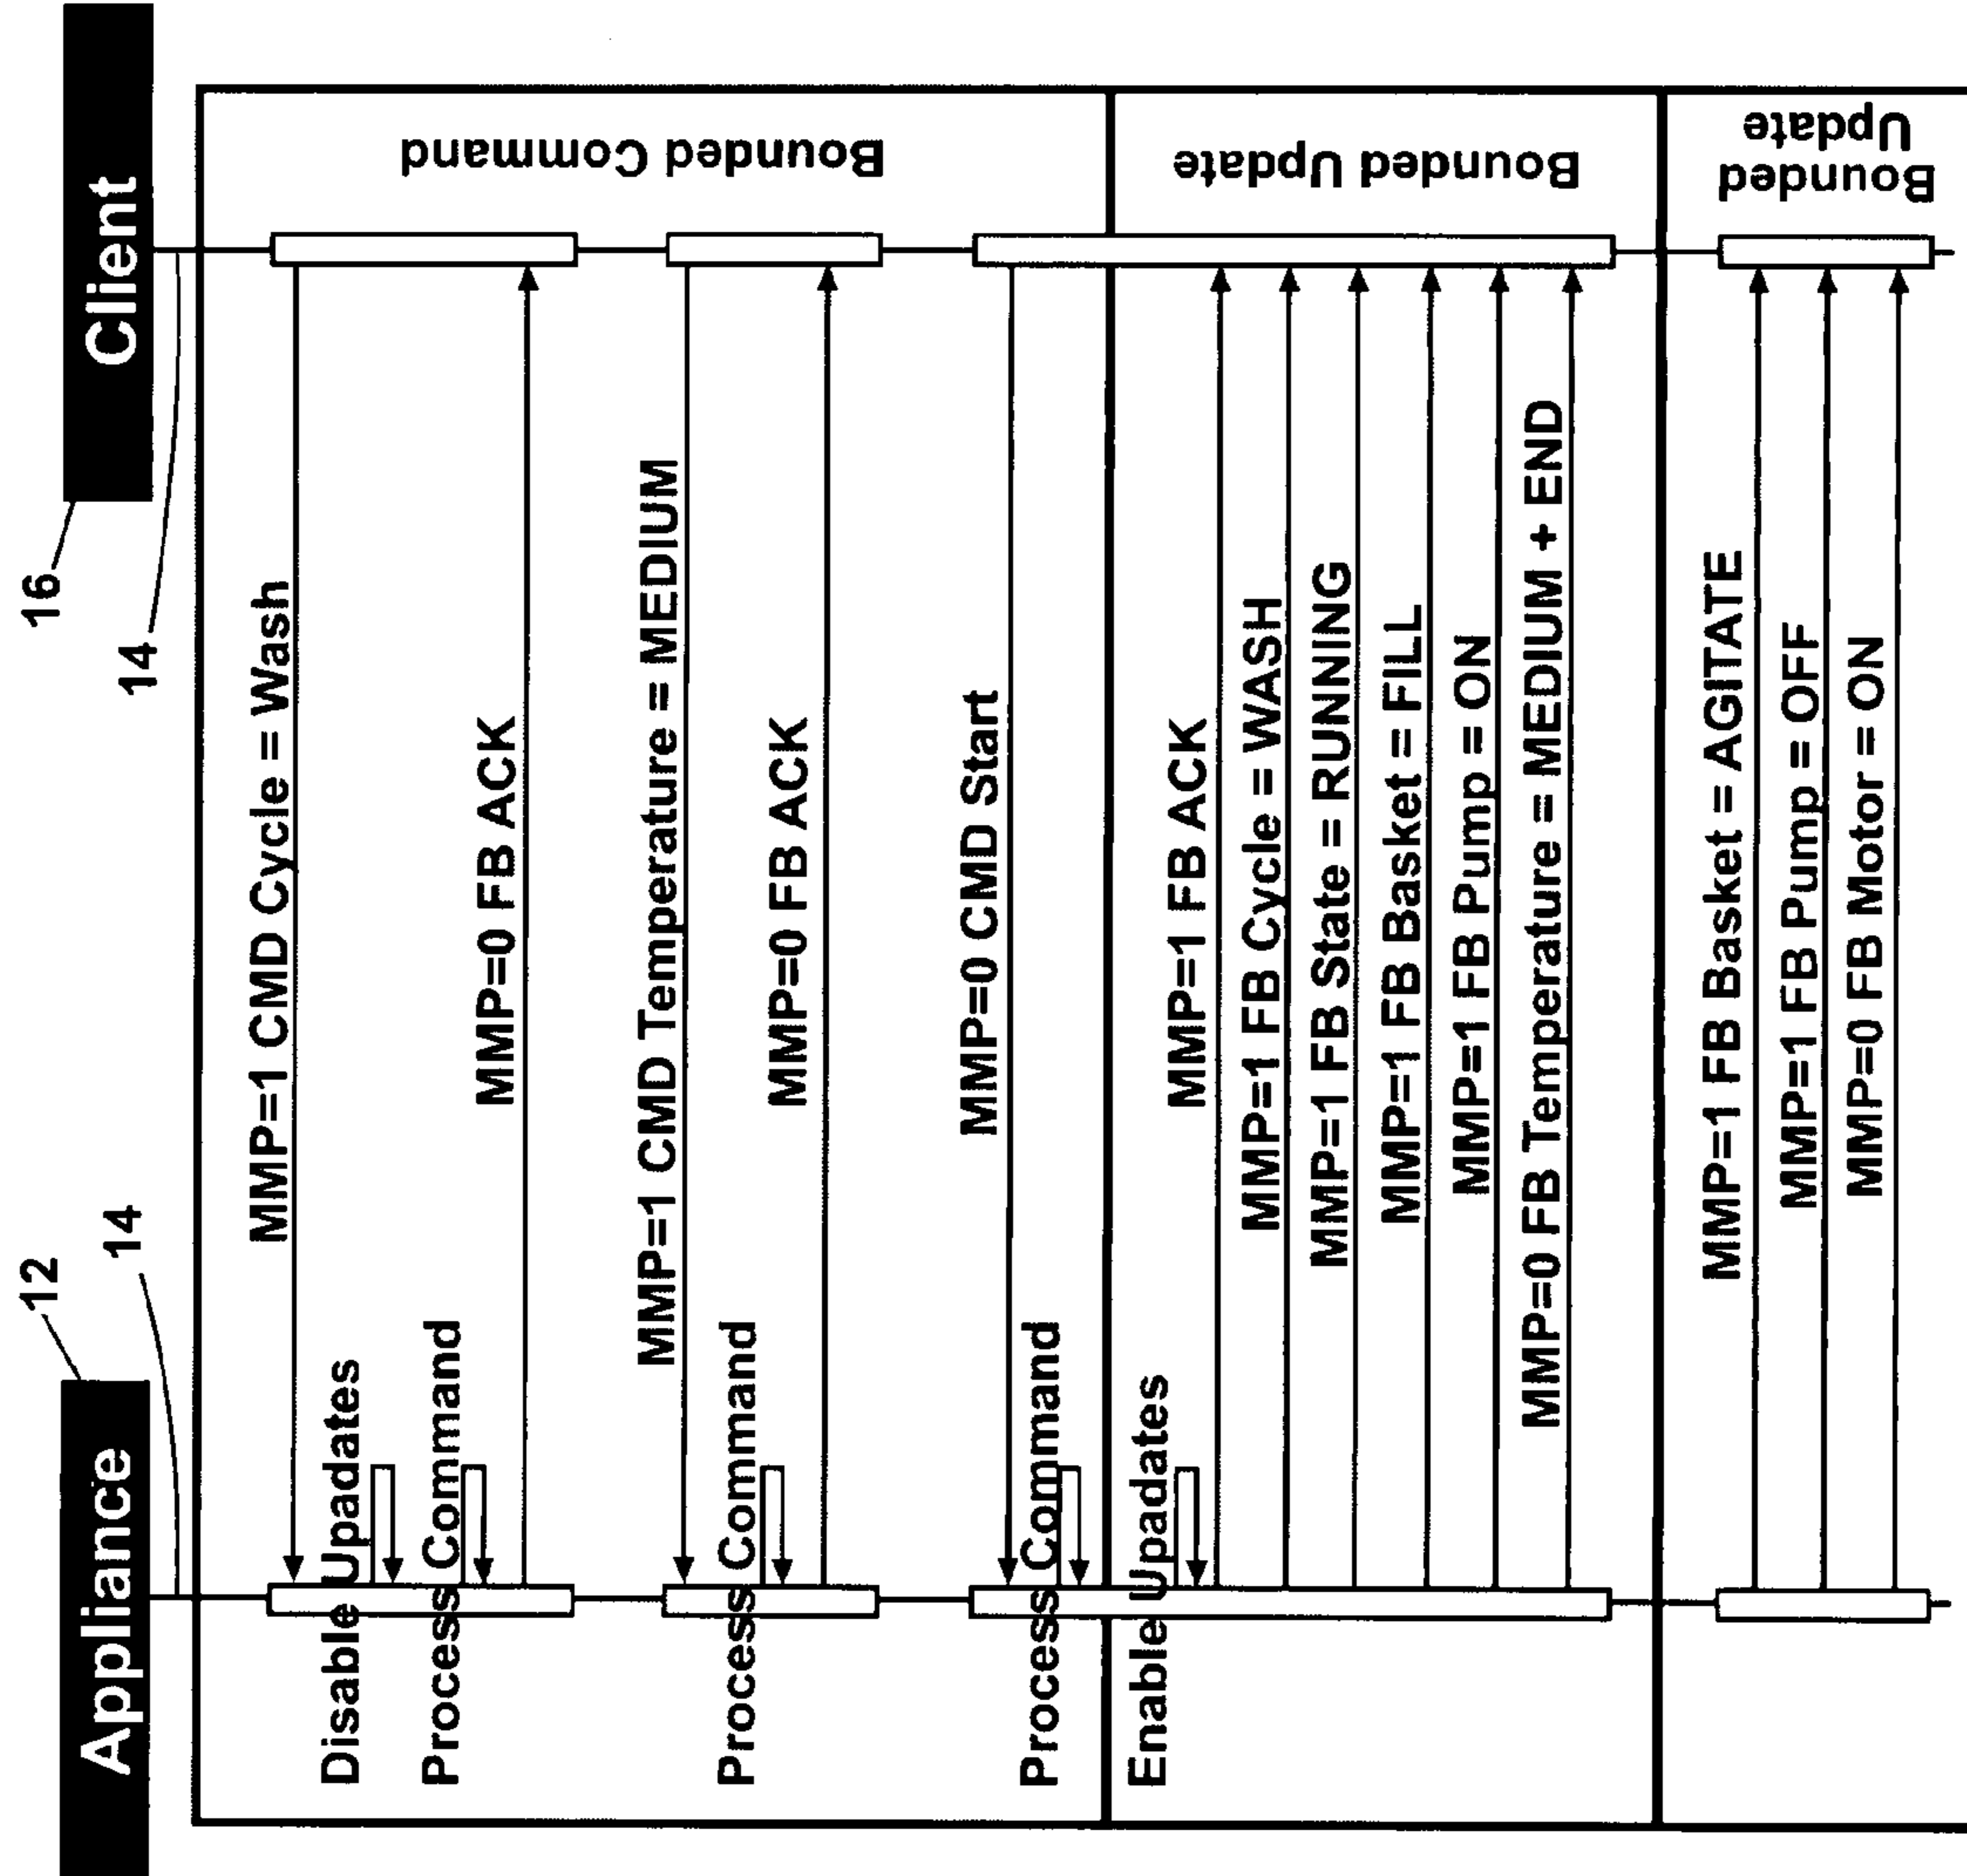 12
16
Appliance
Client
14
14
MMP=1 CMD Cycle = Wash
Disable Upadates
Process Command
MMP=0 FB ACK
MMP=1 CMD Temperature = MEDIUM
Process Command
MMP=0 FB ACK
MMP=0 CMD Start
Process Command
Bounded Command
Enable Upadates
MMP=1 FB ACK
MMP=1 FB Cycle = WASH
MMP=1 FB State = RUNNING
MMP=1 FB Basket = FILL
MMP=1 FB Pump = ON
MMP=0 FB Temperature = MEDIUM + END
Bounded Update
MMP=1 FB Basket = AGITATE
MMP=1 FB Pump = OFF
MMP=0 FB Motor = ON
Bounded
Update